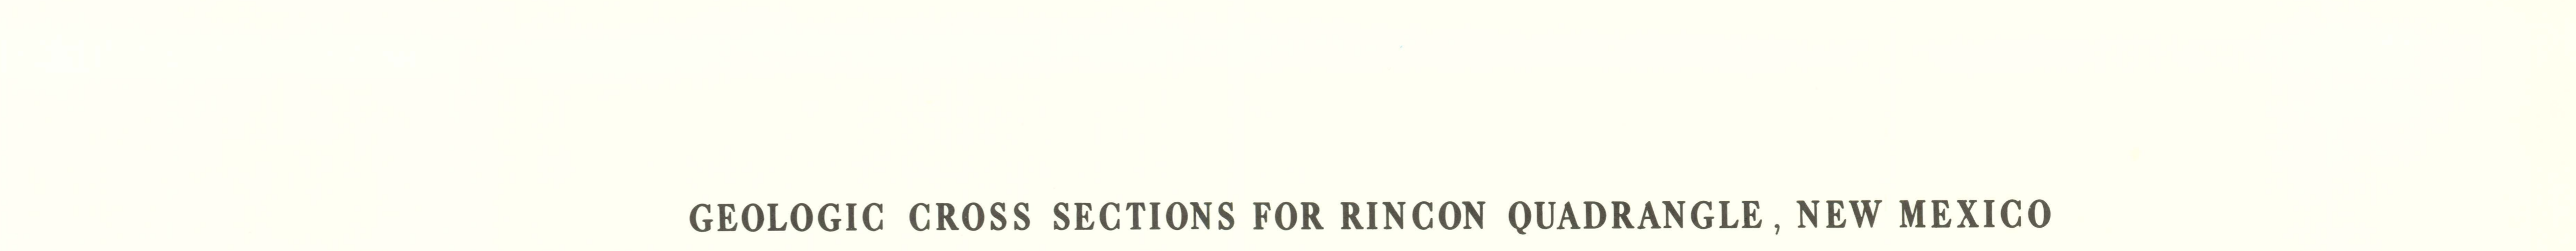 GEOLOGIC CROSS SECTIONS FOR RINCON QUADRANGLE, NEW MEXICO